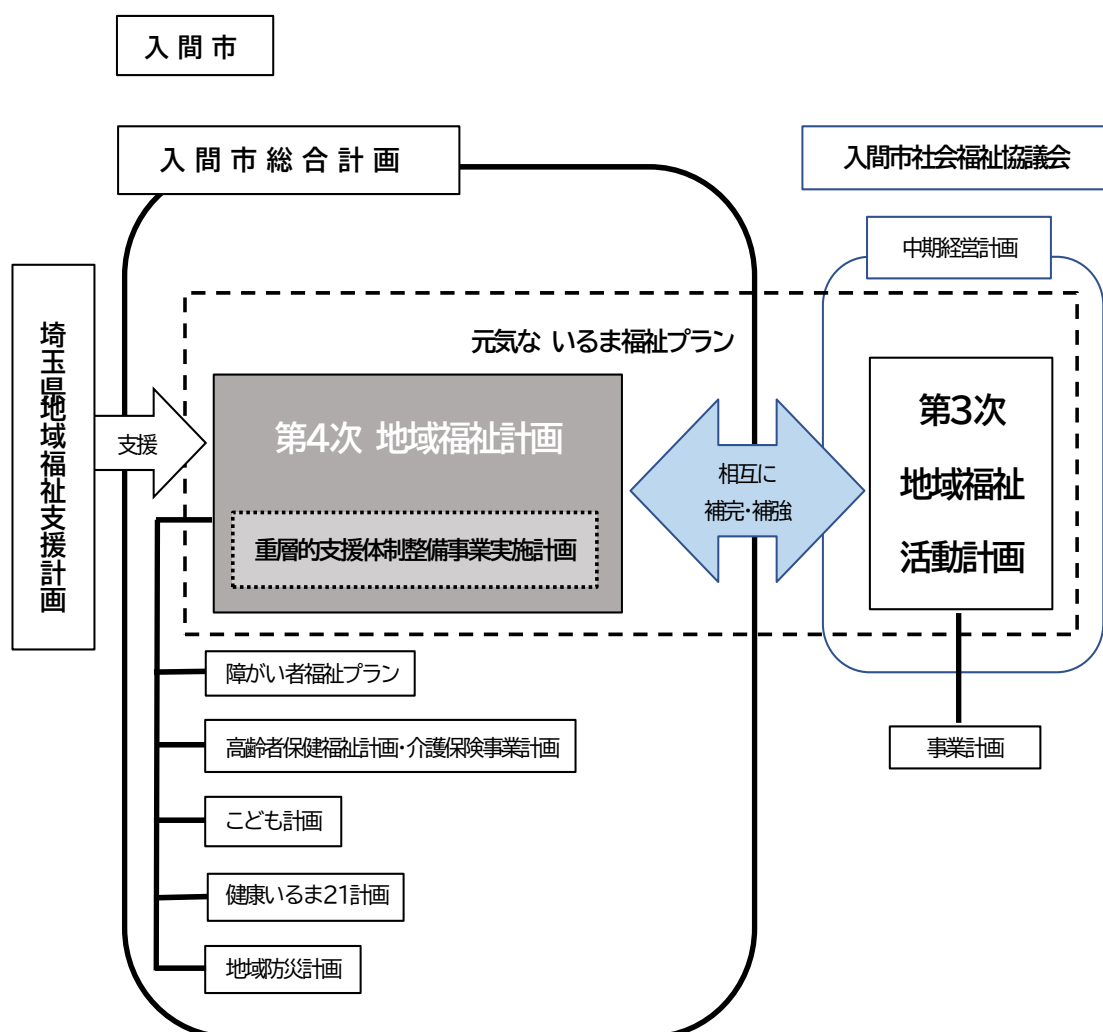 入間市
入間市総合計画
入間市社会福祉協議会
中期経営計画
埼玉県地域福祉支援計画
元気な いるま福祉プラン
支援
第4次 地域福祉計画
重層的支援体制整備事業実施計画
相互に
補完・補強
第3次
地域福祉
活動計画
障がい者福祉プラン
高齢者保健福祉計画・介護保険事業計画
事業計画
こども計画
健康いるま21計画
地域防災計画